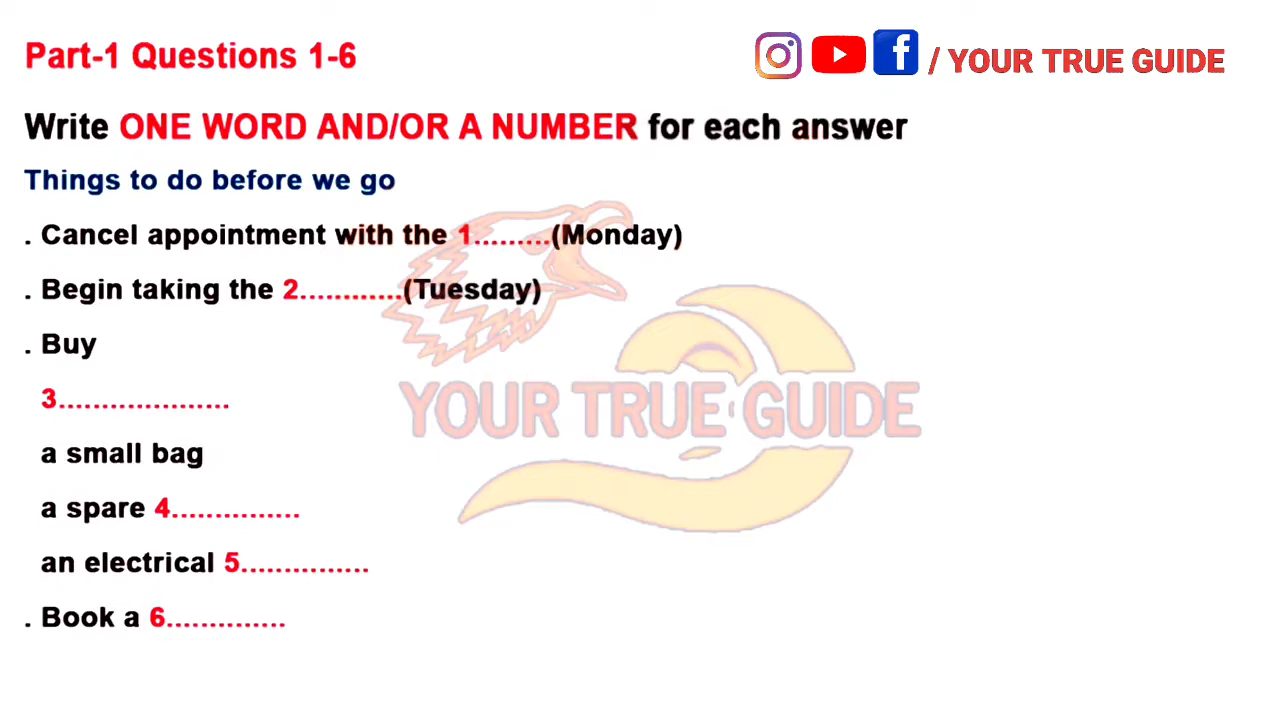 Part-1 Questions 1-6
/ YOUR TRUE GUIDE
Write ONE WORD AND/OR A NUMBER for each answer
Things to do before we go
. Cancel appointment with the 1.........(Monday)
. Begin taking the 2............(Tuesday)
. Buy
3....................
YOUR TRUE GUIDE
a small bag
a spare 4...............
an electrical 5...............
. Book a 6..............